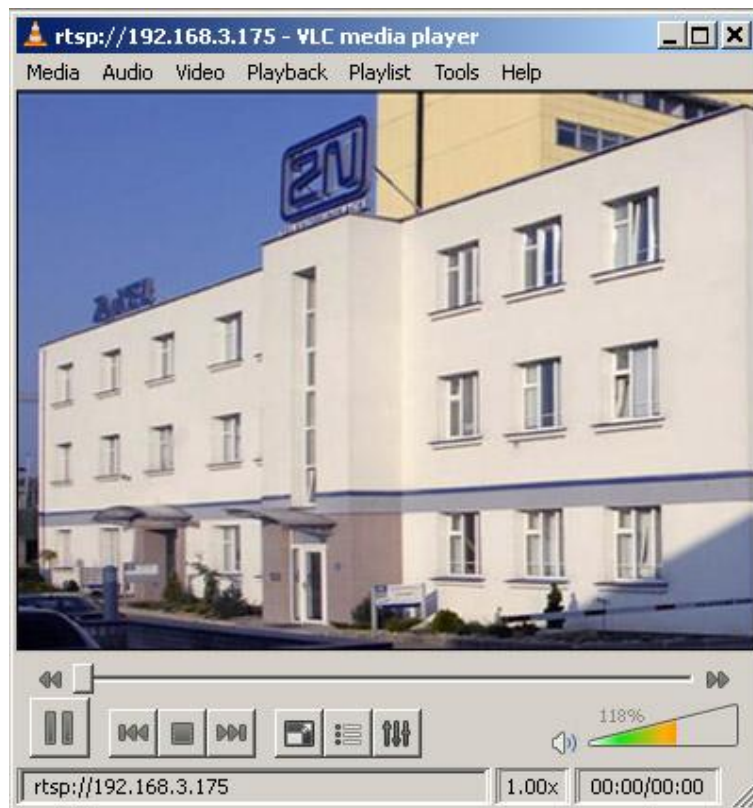 rtsp://192.168.3.175 - VLC media player
Media Audio Video Playback Playlist Tools Help
2N
118%
rtsp://192.168.3.175 1.00x 00:00/00:00